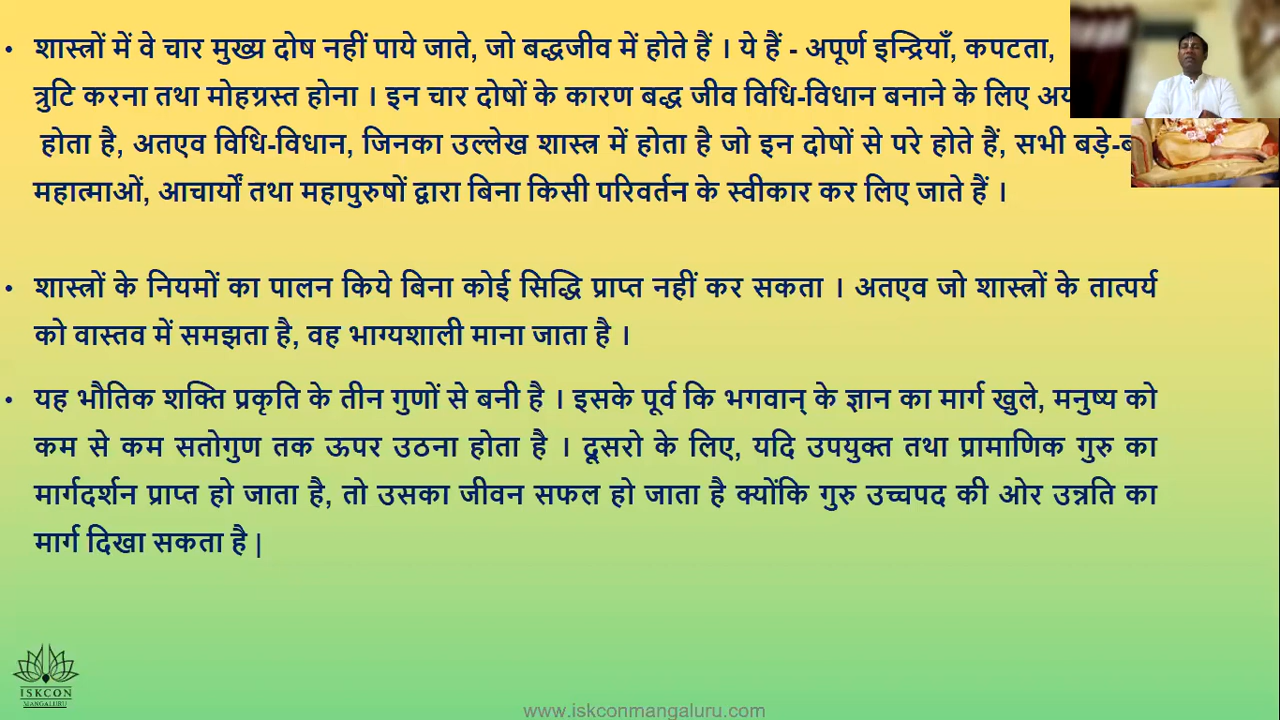 • शास्त्रों में वे चार मुख्य दोष नहीं पाये जाते, जो बद्धजीव में होते हैं । ये हैं - अपूर्ण इन्द्रियाँ, कपटता,
त्रुटि करना तथा मोहग्रस्त होना । इन चार दोषों के कारण बद्ध जीव विधि-विधान बनाने के लिए
होता है, अतएव विधि-विधान, जिनका उल्लेख शास्त्र में होता है जो इन दोषों से परे होते हैं, सभी
महात्माओं, आचार्यों तथा महापुरुषों द्वारा बिना किसी परिवर्तन के स्वीकार कर लिए जाते हैं ।
• शास्त्रों के नियमों का पालन किये बिना कोई सिद्धि प्राप्त नहीं कर सकता । अतएव जो शास्त्रों के तात्पर्य
को वास्तव में समझता है, वह भाग्यशाली माना जाता है ।
• यह भौतिक शक्ति प्रकृति के तीन गुणों से बनी है । इसके पूर्व कि भगवान् के ज्ञान का मार्ग खुले, मनुष्य को
कम से कम सतोगुण तक ऊपर उठना होता है । दूसरो के लिए, यदि उपयुक्त तथा प्रामाणिक गुरु का
मार्गदर्शन प्राप्त हो जाता है, तो उसका जीवन सफल हो जाता है क्योंकि गुरु उच्चपद की ओर उन्नति का
मार्ग दिखा सकता है |
ISKCON
MANGALURU
www.iskconmangaluru.com